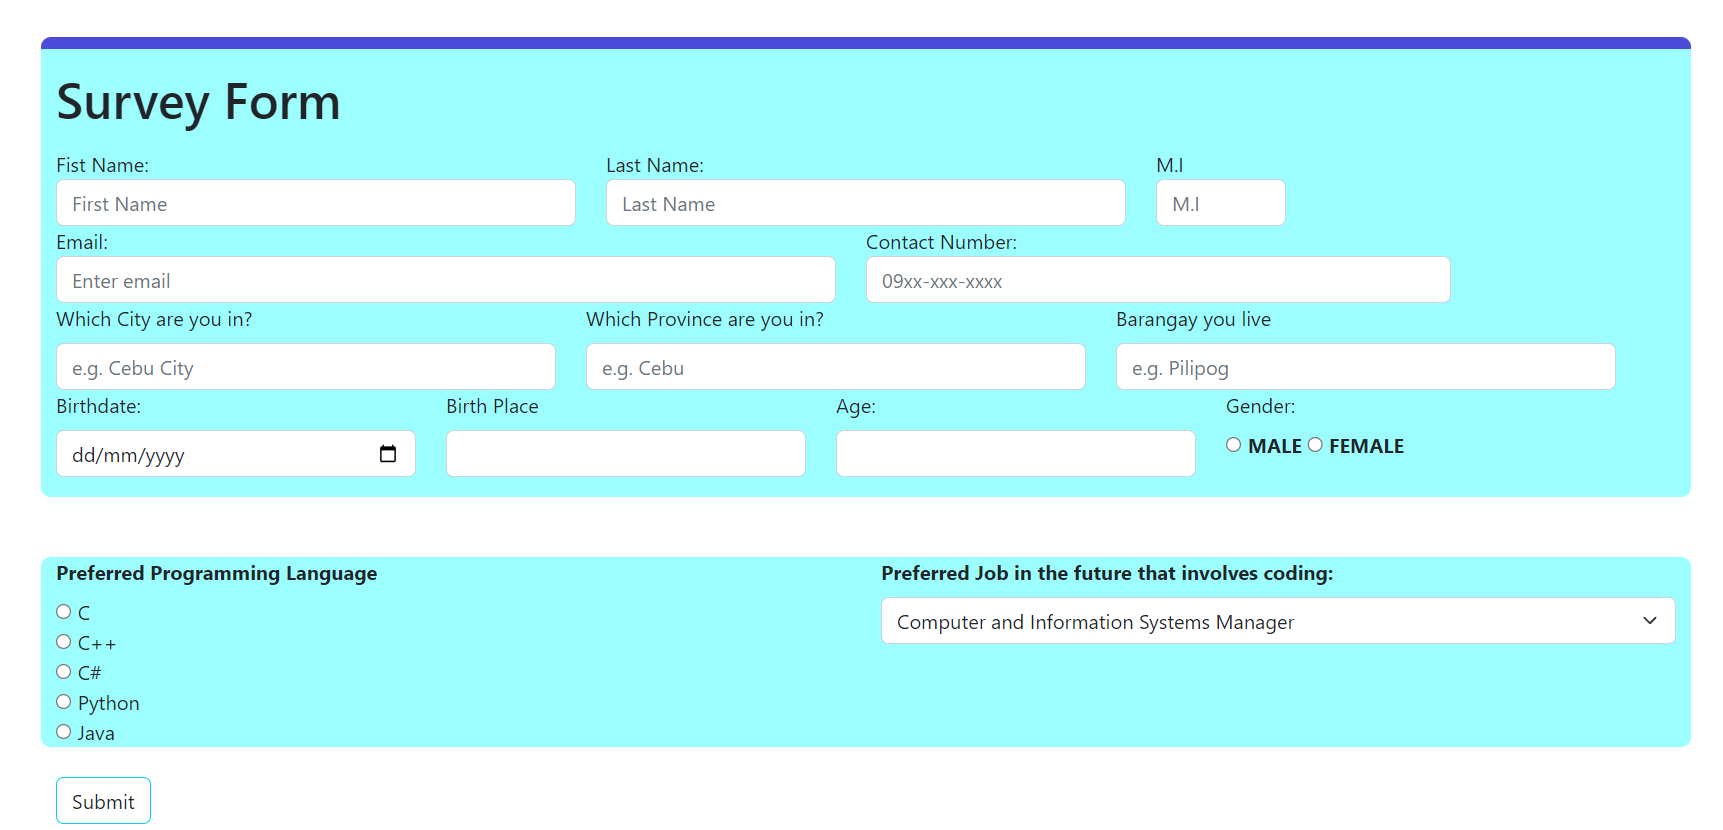 Survey Form
Fist Name: Last Name: M.I
First Name Last Name M.I
Email: Contact Number:
Enter email 09xx-xxx-xxxx
Which City are you in? Which Province are you in? Barangay you live
e.g. Cebu City e.g. Cebu e.g. Pilipog
Birthdate: Birth Place Age: Gender:
dd/mm/yyyy MALE FEMALE
Preferred Programming Language Preferred Job in the future that involves coding:
C Computer and Information Systems Manager
C++
C#
Python
Java
Submit